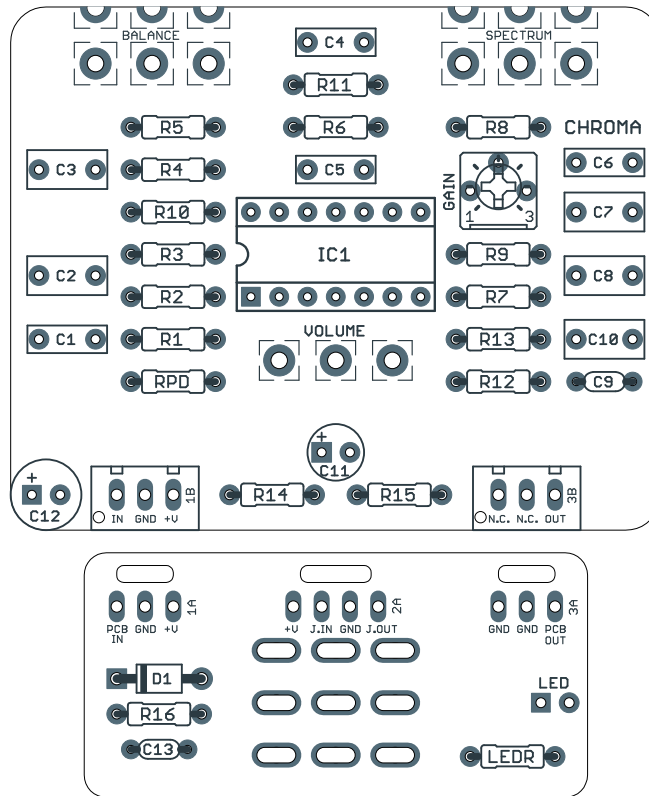 BALANCE
SPECTRUM
C4
R11
R5
R6
R8
CHROMA
C3
R4
C5
GAIN
C6
R10
1
3
C7
R3
IC1
R9
C2
R2
R7
C8
C1
R1
VOLUME
R13
C10
RPD
R12
C9
+
C11
+
C12
1B
IN GND +V
R14
R15
3B
N.C. N.C. OUT
1A
2A
3A
PCB IN GND +V
+V J.IN GND J.OUT
GND GND PCB OUT
D1
LED
R16
C13
LEDR